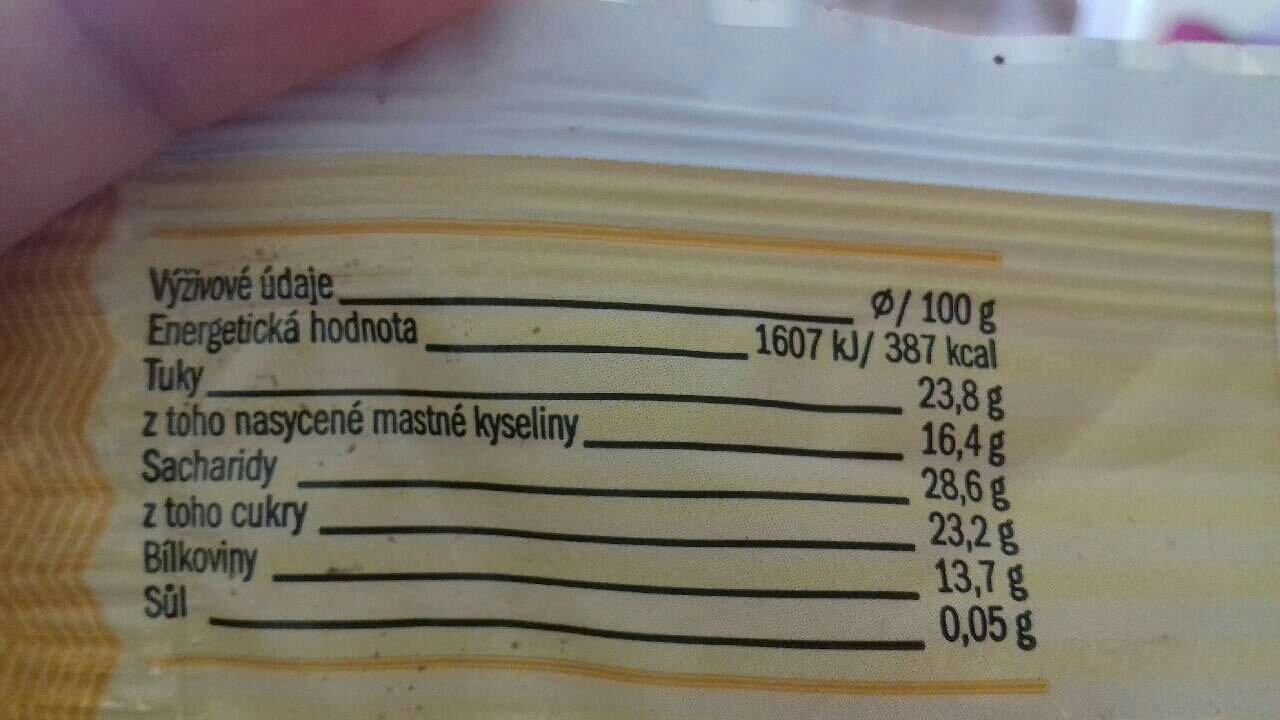 Výživové údaje Ø/ 100 g
Energetická hodnota 1607 kJ/ 387 kcal
Tuky 23,8 g
z toho nasycené mastné kyseliny 16,4 g
Sacharidy 28,6 g
z toho cukry 23,2 g
Bílkoviny 13,7 g
Sůl 0,05 g